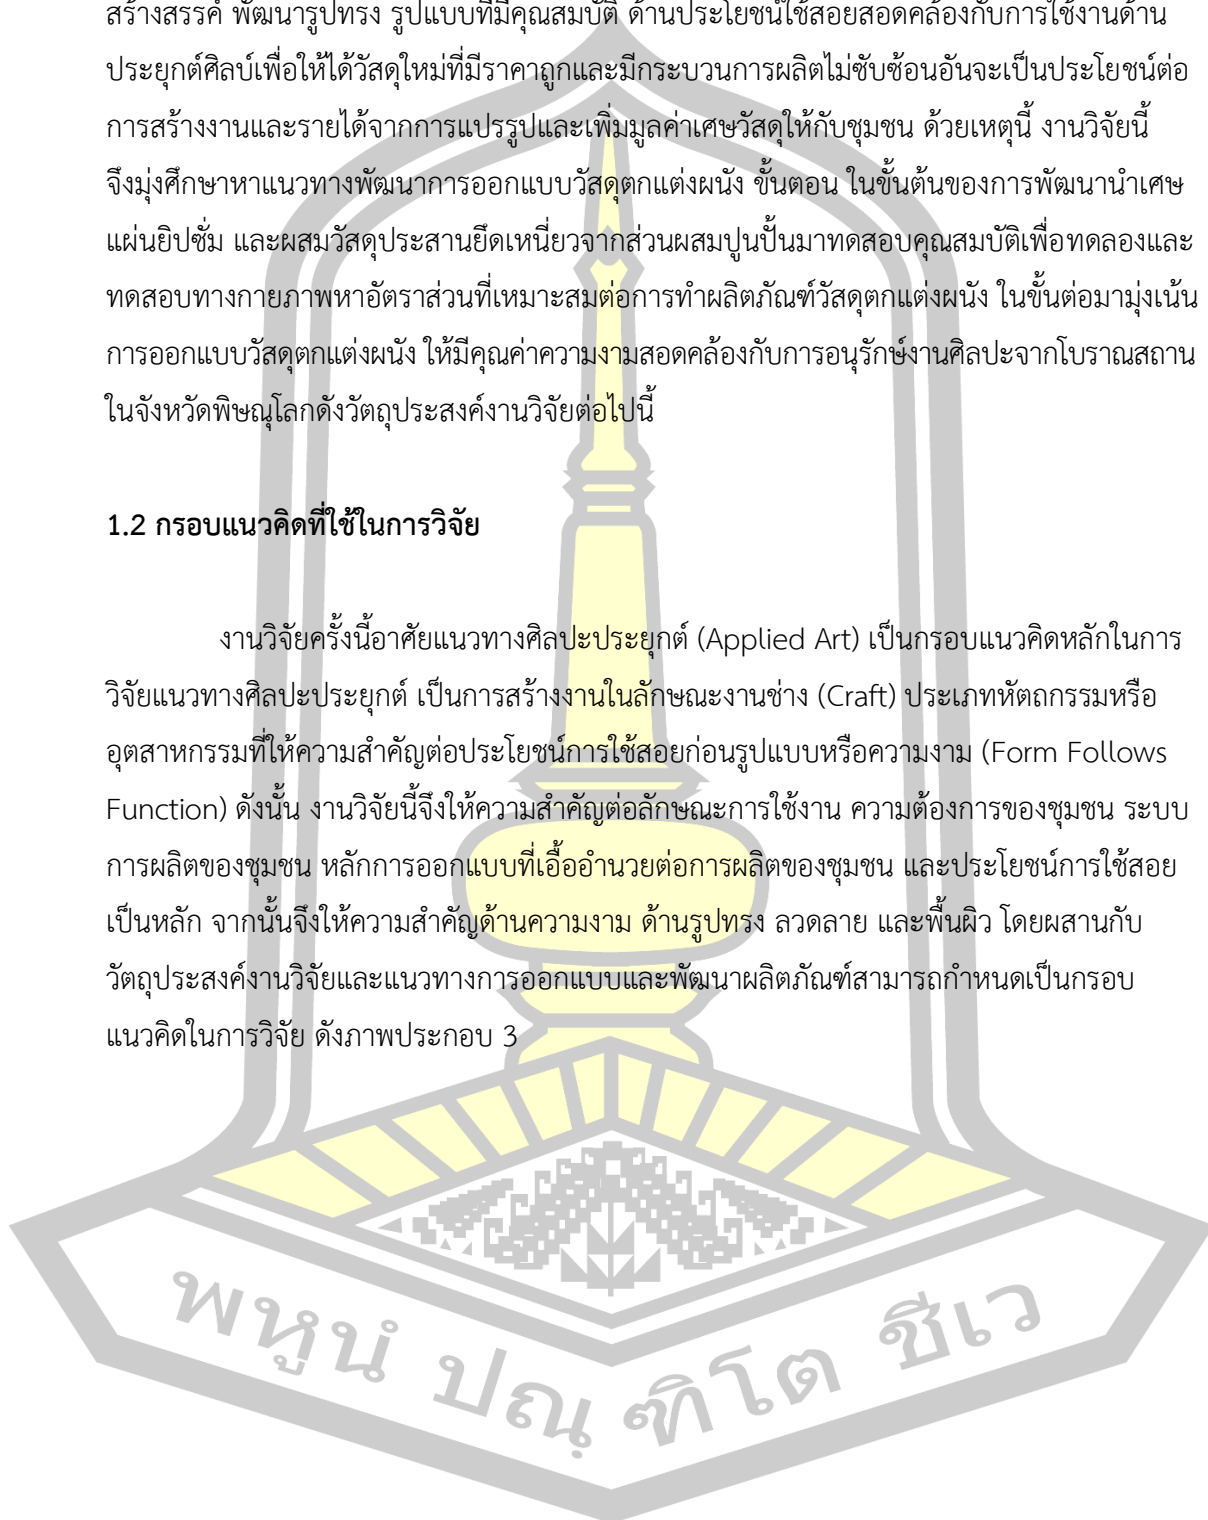 สร้างสรรค์ พัฒนารูปทรง รูปแบบที่มีคุณสมบัติ ด้านประโยชน์ใช้สอยสอดคล้องกับการใช้งานด้าน
ประยุกต์ศิลป์เพื่อให้ได้วัสดุใหม่ที่มีราคาถูกและมีกระบวนการผลิตไม่ซับซ้อนอันจะเป็นประโยชน์ต่อ
การสร้างงานและรายได้จากการแปรรูปและเพิ่มมูลค่าเศษวัสดุให้กับชุมชน ด้วยเหตุนี้ งานวิจัยนี้
จึงมุ่งศึกษาหาแนวทางพัฒนาการออกแบบวัสดุตกแต่งผนัง ขั้นตอน ในขั้นต้นของการพัฒนานำเศษ
แผ่นยิปซั่ม และผสมวัสดุประสานยึดเหนี่ยวจากส่วนผสมปูนปั้นมาทดสอบคุณสมบัติเพื่อทดลองและ
ทดสอบทางกายภาพหาอัตราส่วนที่เหมาะสมต่อการทำผลิตภัณฑ์วัสดุตกแต่งผนัง ในขั้นต่อมามุ่งเน้น
การออกแบบวัสดุตกแต่งผนัง ให้มีคุณค่าความงามสอดคล้องกับการอนุรักษ์งานศิลปะจากโบราณสถาน
ในจังหวัดพิษณุโลกดังวัตถุประสงค์งานวิจัยต่อไปนี้
1.2 กรอบแนวคิดที่ใช้ในการวิจัย
งานวิจัยครั้งนี้อาศัยแนวทางศิลปะประยุกต์ (Applied Art) เป็นกรอบแนวคิดหลักในการ
วิจัยแนวทางศิลปะประยุกต์ เป็นการสร้างงานในลักษณะงานช่าง (Craft) ประเภทหัตถกรรมหรือ
อุตสาหกรรมที่ให้ความสำคัญต่อประโยชน์การใช้สอยก่อนรูปแบบหรือความงาม (Form Follows
Function) ดังนั้น งานวิจัยนี้จึงให้ความสำคัญต่อลักษณะการใช้งาน ความต้องการของชุมชน ระบบ
การผลิตของชุมชน หลักการออกแบบที่เอื้ออำนวยต่อการผลิตของชุมชน และประโยชน์การใช้สอย
เป็นหลัก จากนั้นจึงให้ความสำคัญด้านความงาม ด้านรูปทรง ลวดลาย และพื้นผิว โดยผสานกับ
วัตถุประสงค์งานวิจัยและแนวทางการออกแบบและพัฒนาผลิตภัณฑ์สามารถกำหนดเป็นกรอบ
แนวคิดในการวิจัย ดังภาพประกอบ 3
พหูนํ ปณฺฑิโต ชีเว